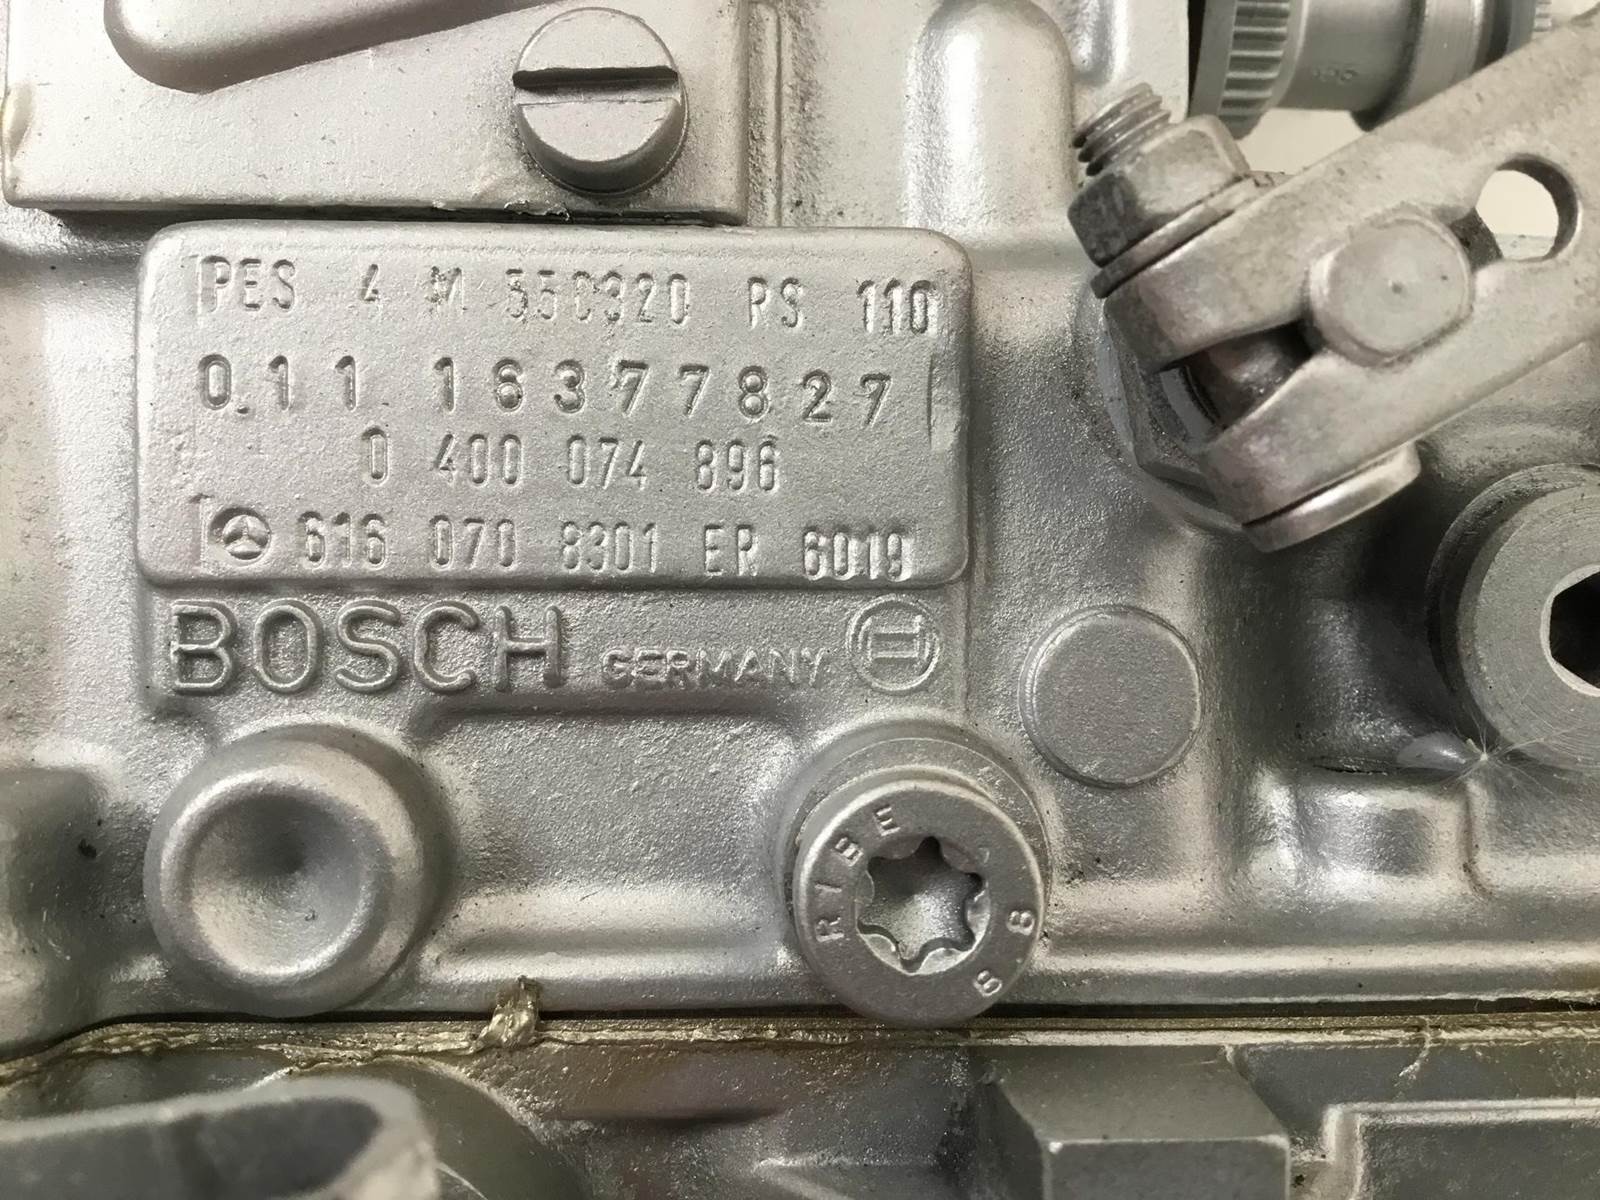 PES 4 M 55C320 RS 110
0.11 16377827
0 400 074 896
616 070 8301 ER 6019
BOSCH GERMANY
RIBE
8.8